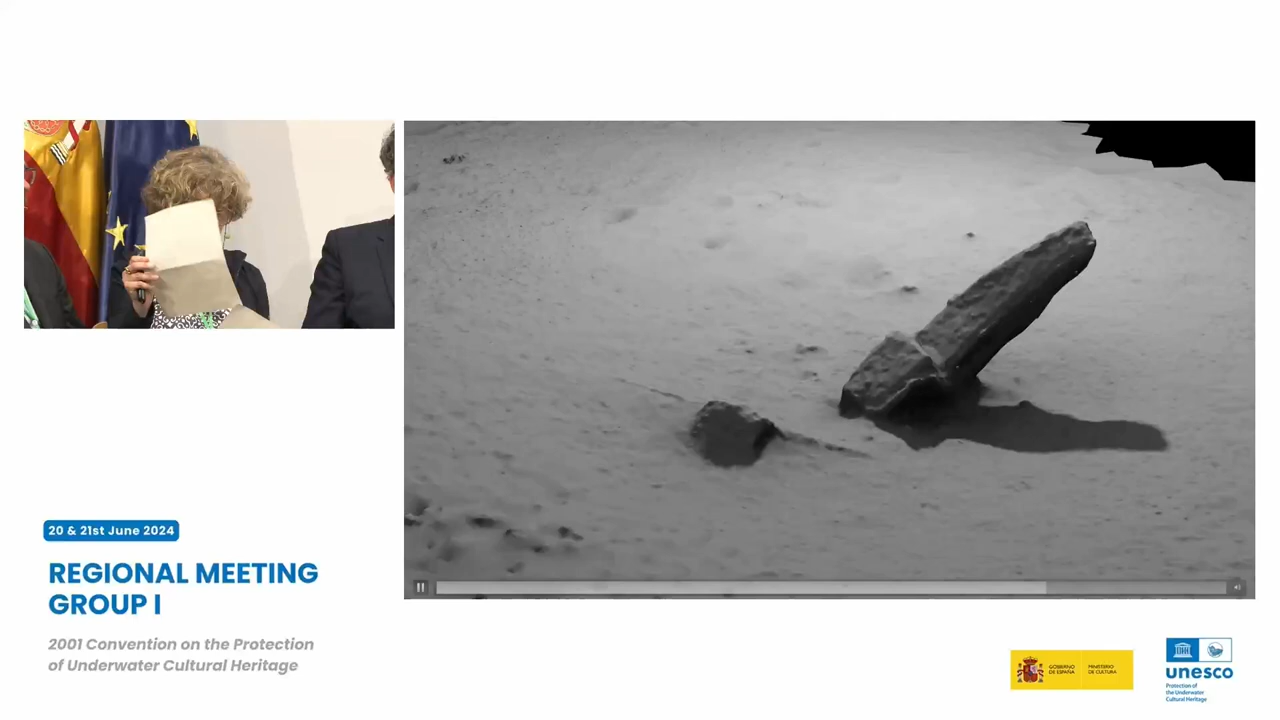 20 & 21st June 2024
REGIONAL MEETING
GROUP I
2001 Convention on the Protection
of Underwater Cultural Heritage
GOBIERNO
DE ESPAÑA
MINISTERIO
DE CULTURA
unesco
Protection of
the Underwater
Cultural Heritage